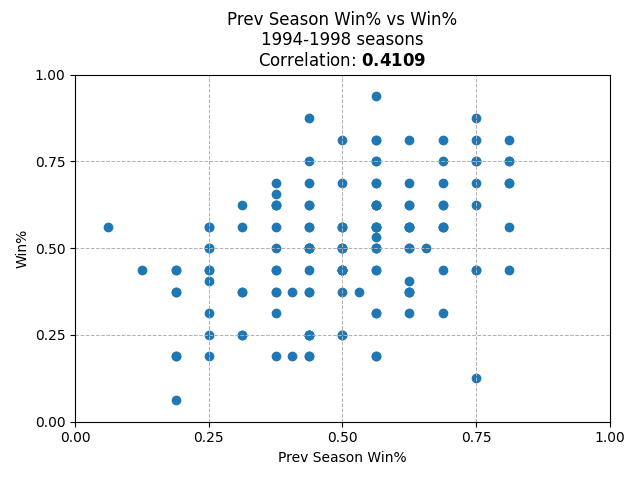 Prev Season Win% vs Win%
1994-1998 seasons
Correlation: 0.4109
1.00
0.75
Win%
0.50
0.25
0.00
0.00 0.25 0.50 0.75 1.00
Prev Season Win%